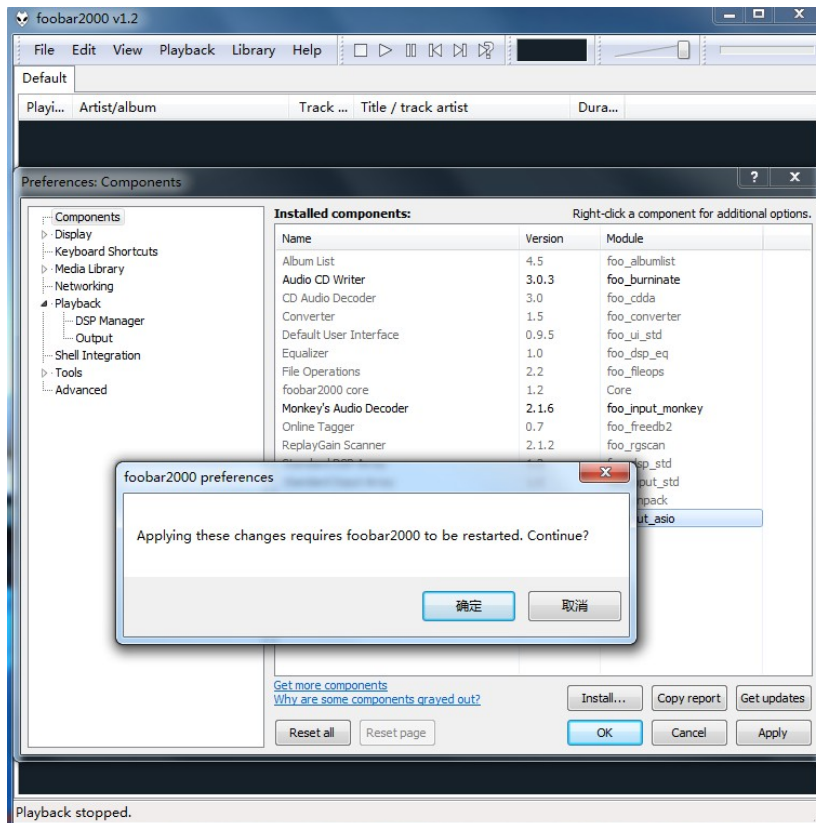 foobar2000 v1.2
File Edit View Playback Library Help
Default
Playi... Artist/album Track ... Title / track artist Dura...
Preferences: Components
Components
Display
Keyboard Shortcuts
Media Library
Networking
Playback
DSP Manager
Output
Shell Integration
Tools
Advanced
Installed components: Right-click a component for additional options.
Name Version Module
Album List 4.5 foo_albumlist
Audio CD Writer 3.0.3 foo_burninate
CD Audio Decoder 3.0 foo_cdda
Converter 1.5 foo_converter
Default User Interface 0.9.5 foo_ui_std
Equalizer 1.0 foo_dsp_eq
File Operations 2.2 foo_fileops
foobar2000 core 1.2 Core
Monkey's Audio Decoder 2.1.6 foo_input_monkey
Online Tagger 0.7 foo_freedb2
ReplayGain Scanner 2.1.2 foo_rgscan
foobar2000 preferences
Applying these changes requires foobar2000 to be restarted. Continue?
确定 取消
Get more components
Why are some components grayed out?
Install... Copy report Get updates
Reset all Reset page OK Cancel Apply
Playback stopped.